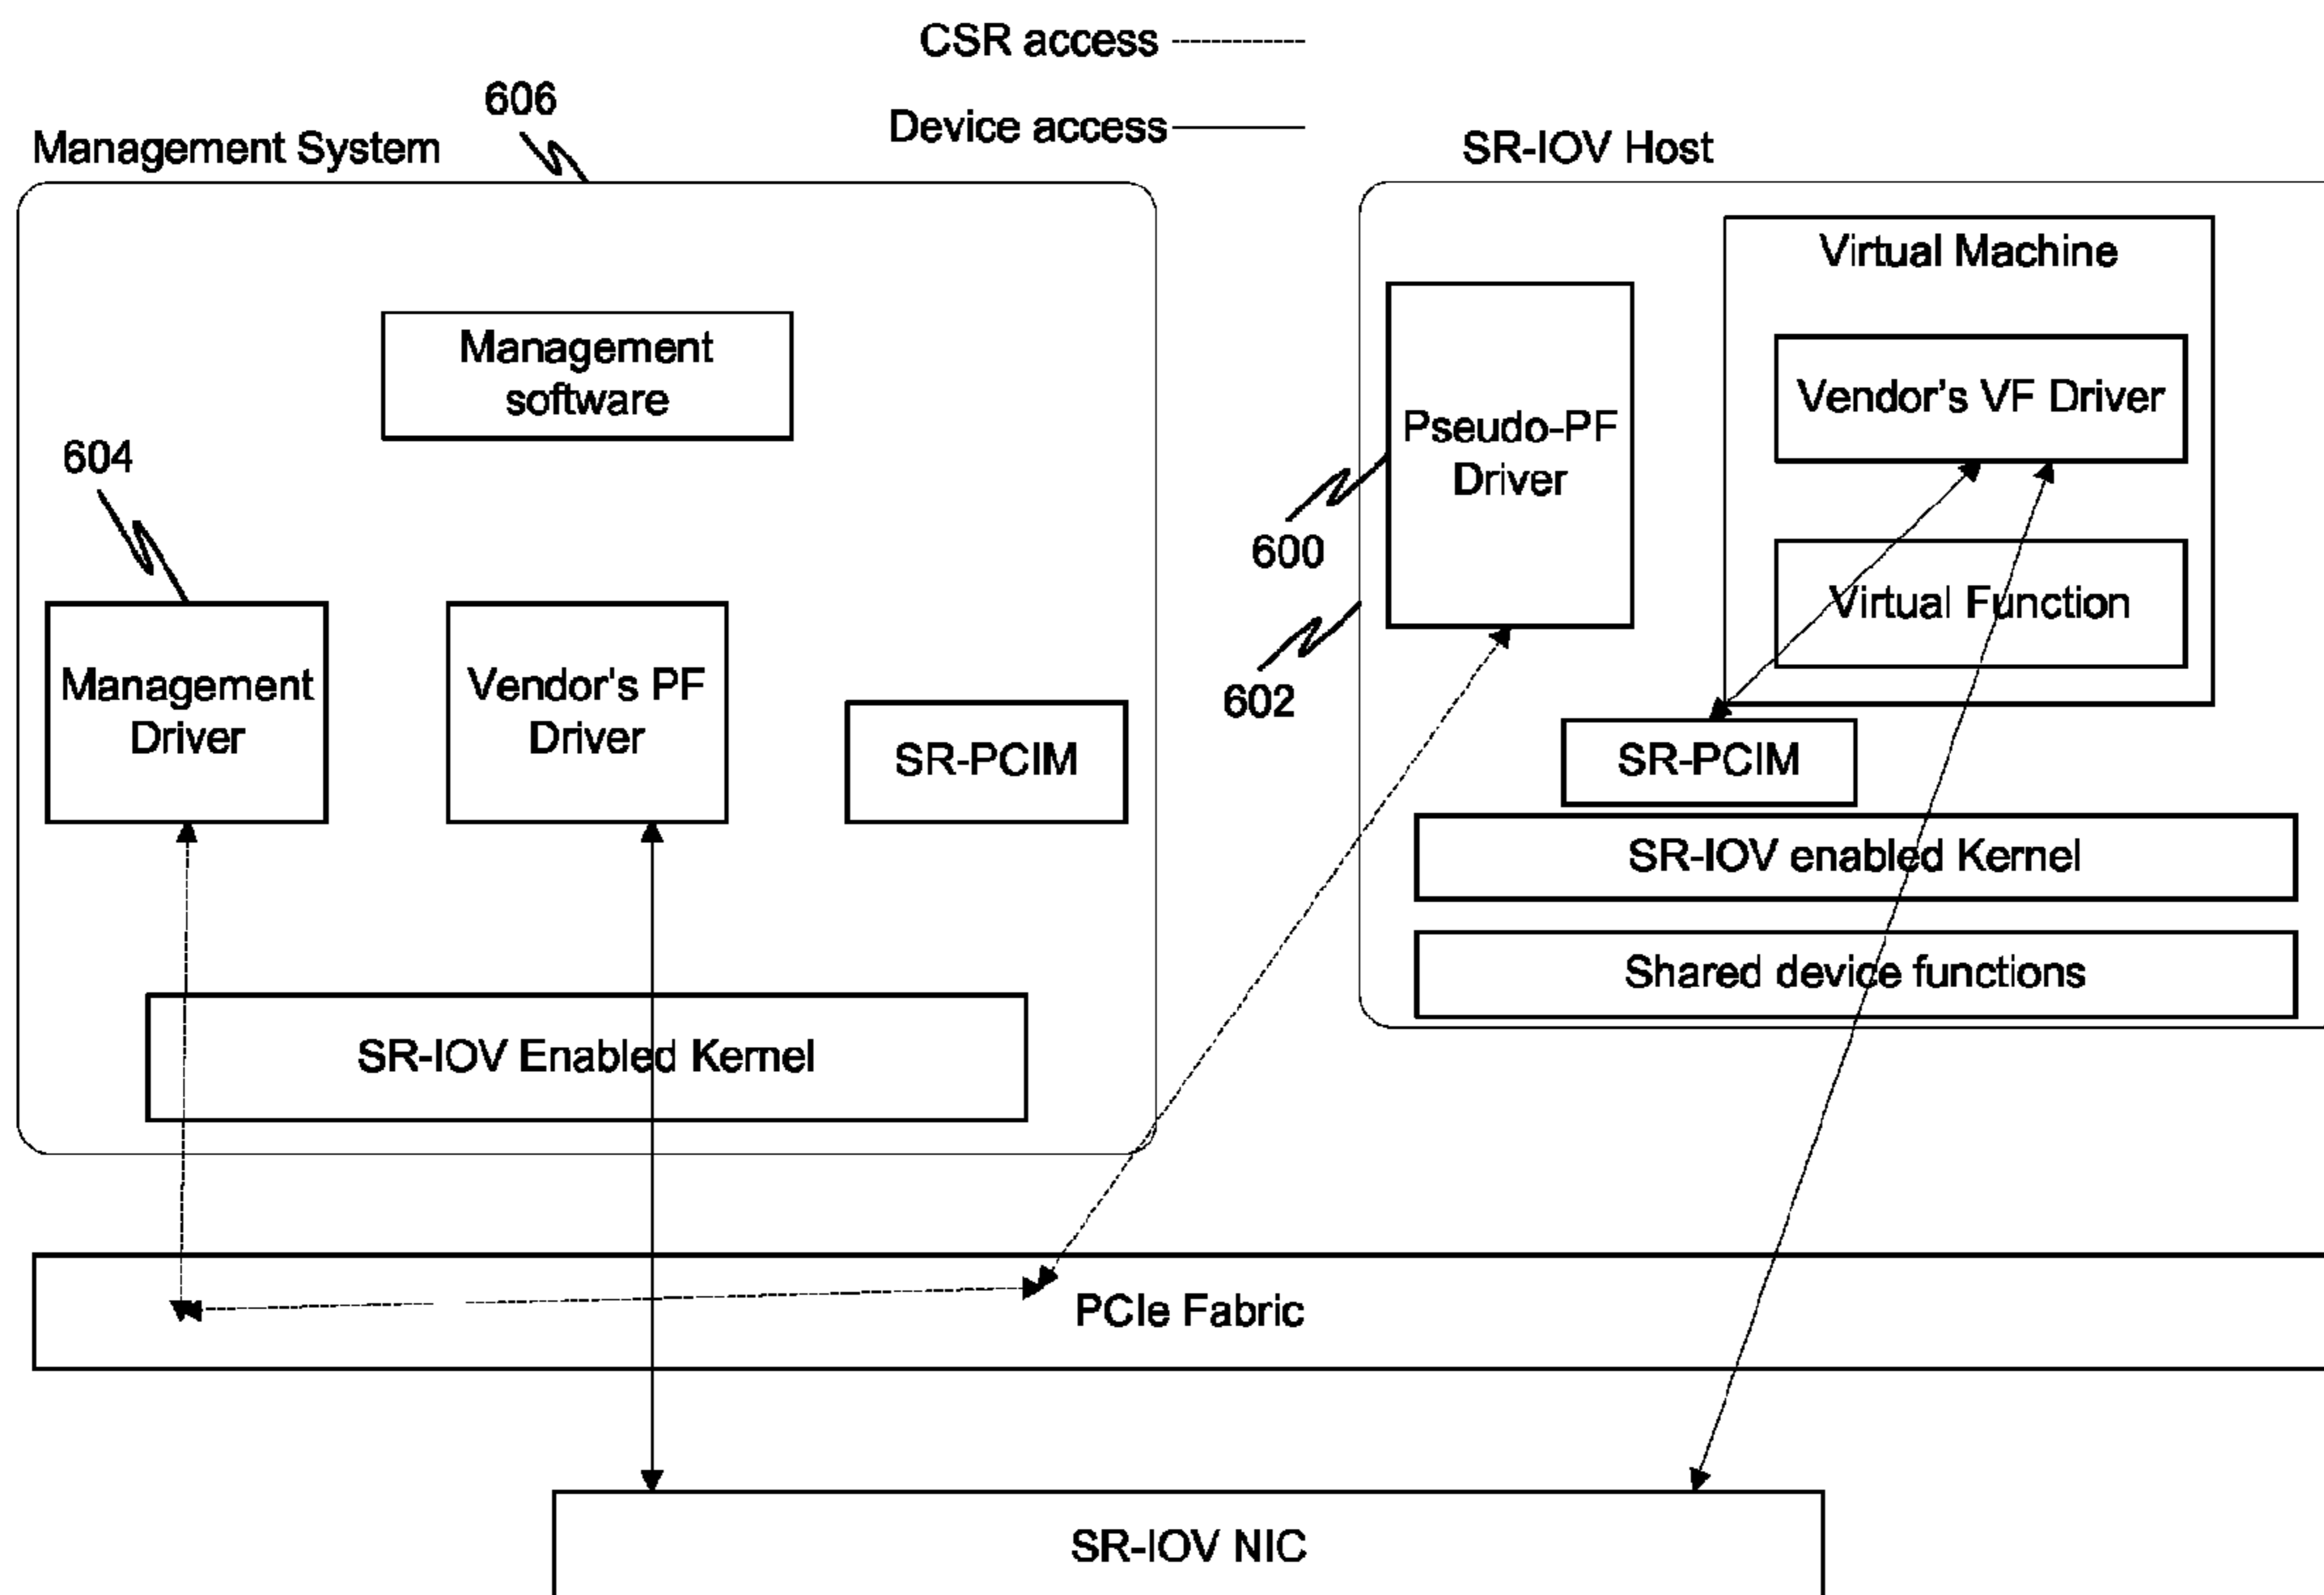 CSR access
606
Device access
Management System
SR-IOV Host
Virtual Machine
Management
software
Vendor's VF Driver
Pseudo-PF
Driver
604
600
Virtual Function
Management
Driver
Vendor's PF
Driver
602
SR-PCIM
SR-PCIM
SR-IOV enabled Kernel
Shared device functions
SR-IOV Enabled Kernel
PCIe Fabric
SR-IOV NIC